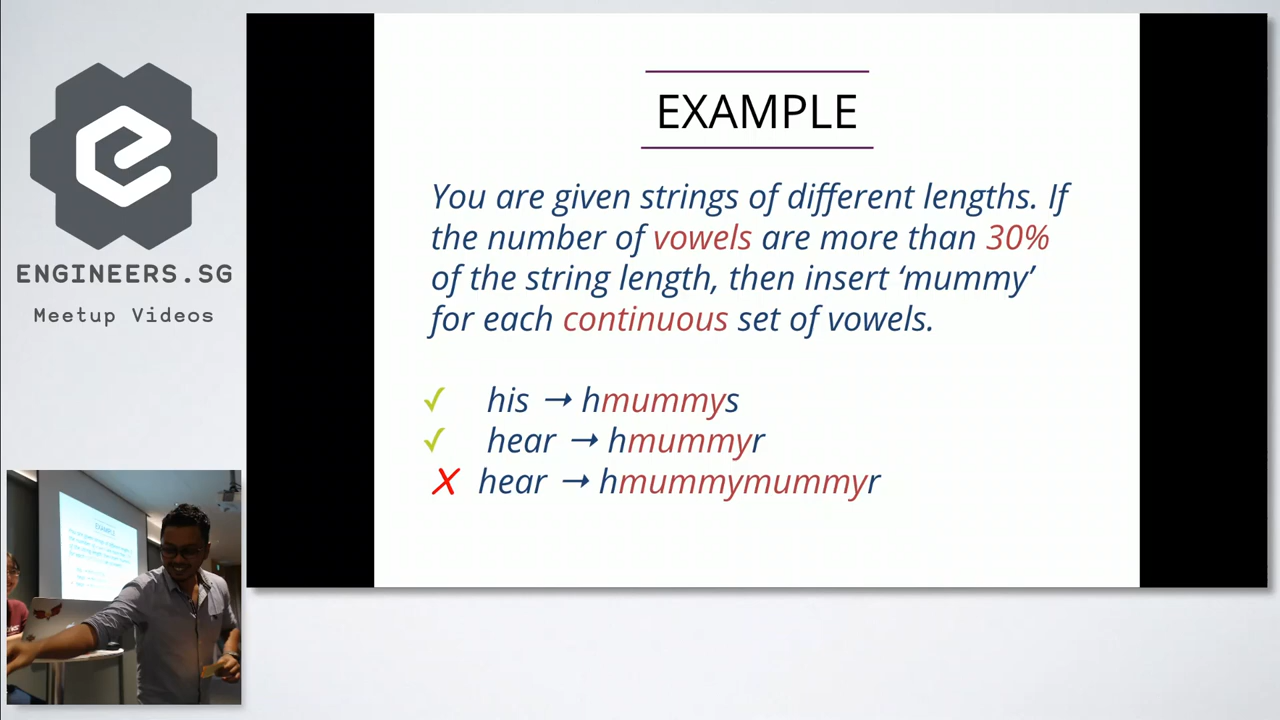 ENGINEERS.SG
Meetup Videos
EXAMPLE
You are given strings of different lengths. If
the number of vowels are more than 30%
of the string length, then insert ‘mummy’
for each continuous set of vowels.
✓ his → hmummys
✓ hear → hmummyr
✗ hear → hmummymummyr